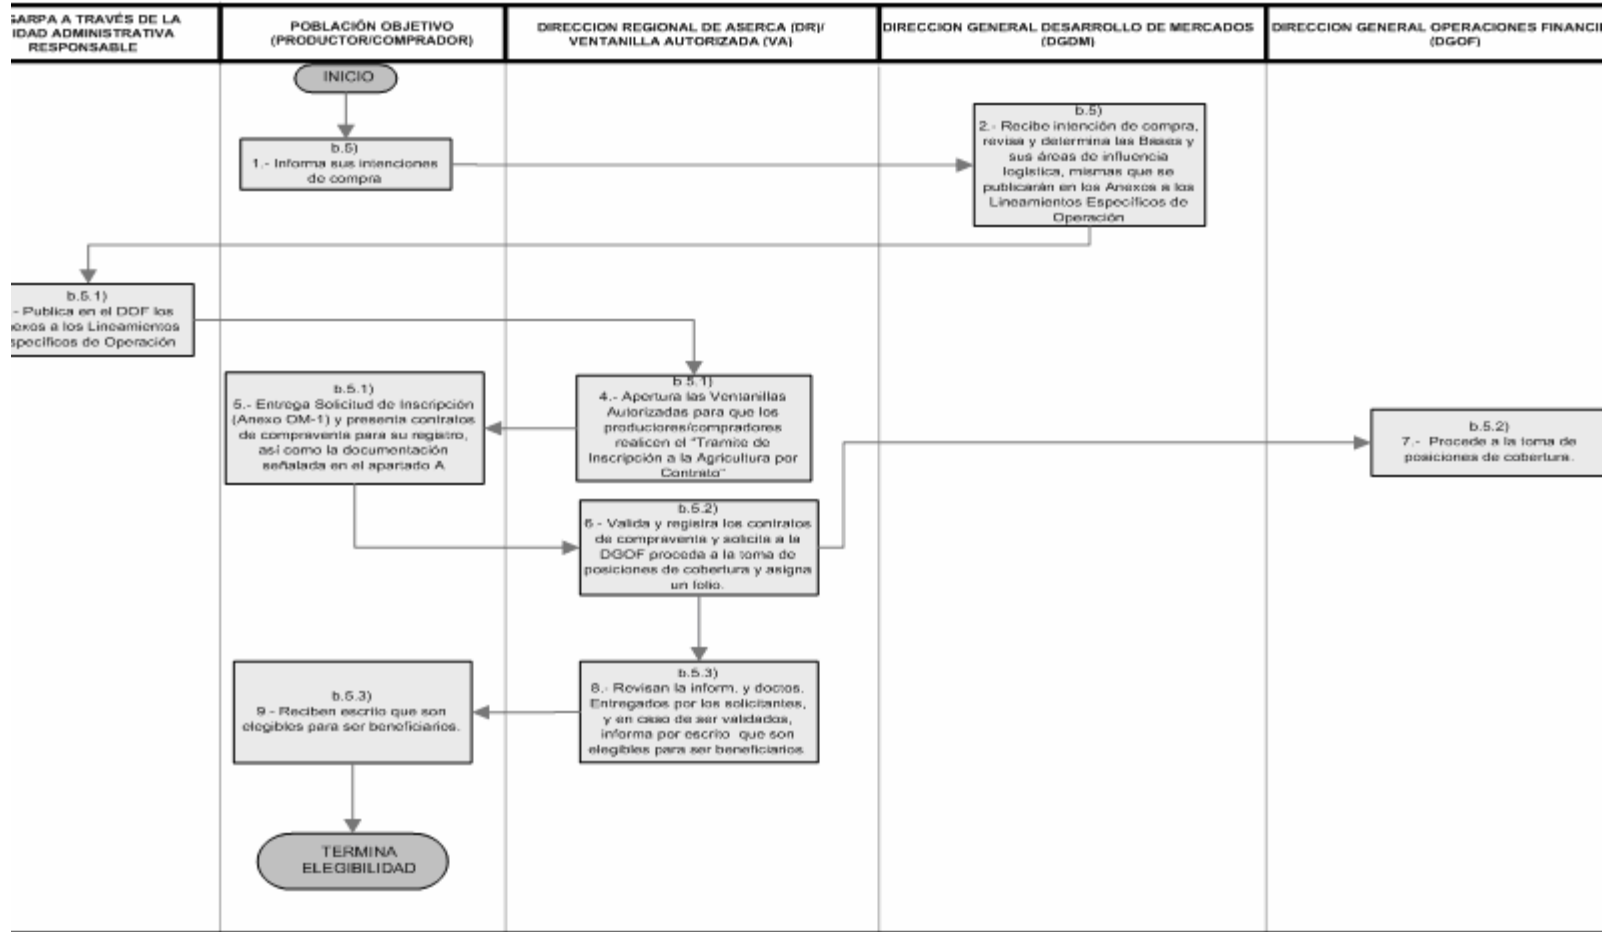 GARPA A TRAVÉS DE LA
IDAD ADMINISTRATIVA
RESPONSABLE
POBLACIÓN OBJETIVO
(PRODUCTOR/COMPRADOR)
DIRECCION REGIONAL DE ASERCA (DR)/
VENTANILLA AUTORIZADA (VA)
DIRECCION GENERAL DESARROLLO DE MERCADOS
(DGDM)
DIRECCION GENERAL OPERACIONES FINANCI
(DGOF)
INICIO
b.5)
1.- Informa sus intenciones
de compra
b.5)
2.- Recibe intención de compra,
revisa y determina las Bases y
sus áreas de influencia
logística, mismas que se
publicarán en los Anexos a los
Lineamientos Específicos de
Operación
b.5.1)
- Publica en el DOF los
exos a los Lineamientos
specíficos de Operación
b.5.1)
4.- Apertura las Ventanillas
Autorizadas para que los
productores/compradores
realicen el "Tramite de
Inscripción a la Agricultura por
Contrato"
b.5.1)
5.- Entrega Solicitud de Inscripción
(Anexo DM-1) y presenta contratos
de compraventa para su registro,
así como la documentación
señalada en el apartado A
b.5.2)
6.- Valida y registra los contratos
de compraventa y solicita a la
DGOF proceda a la toma de
posiciones de cobertura y asigna
un folio.
b.5.2)
7.- Procede a la toma de
posiciones de cobertura.
b.5.3)
8.- Revisan la inform. y doctos.
Entregados por los solicitantes,
y en caso de ser validados,
informa por escrito que son
elegibles para ser beneficiarios
b.5.3)
9.- Reciben escrito que son
elegibles para ser beneficiarios.
TERMINA
ELEGIBILIDAD